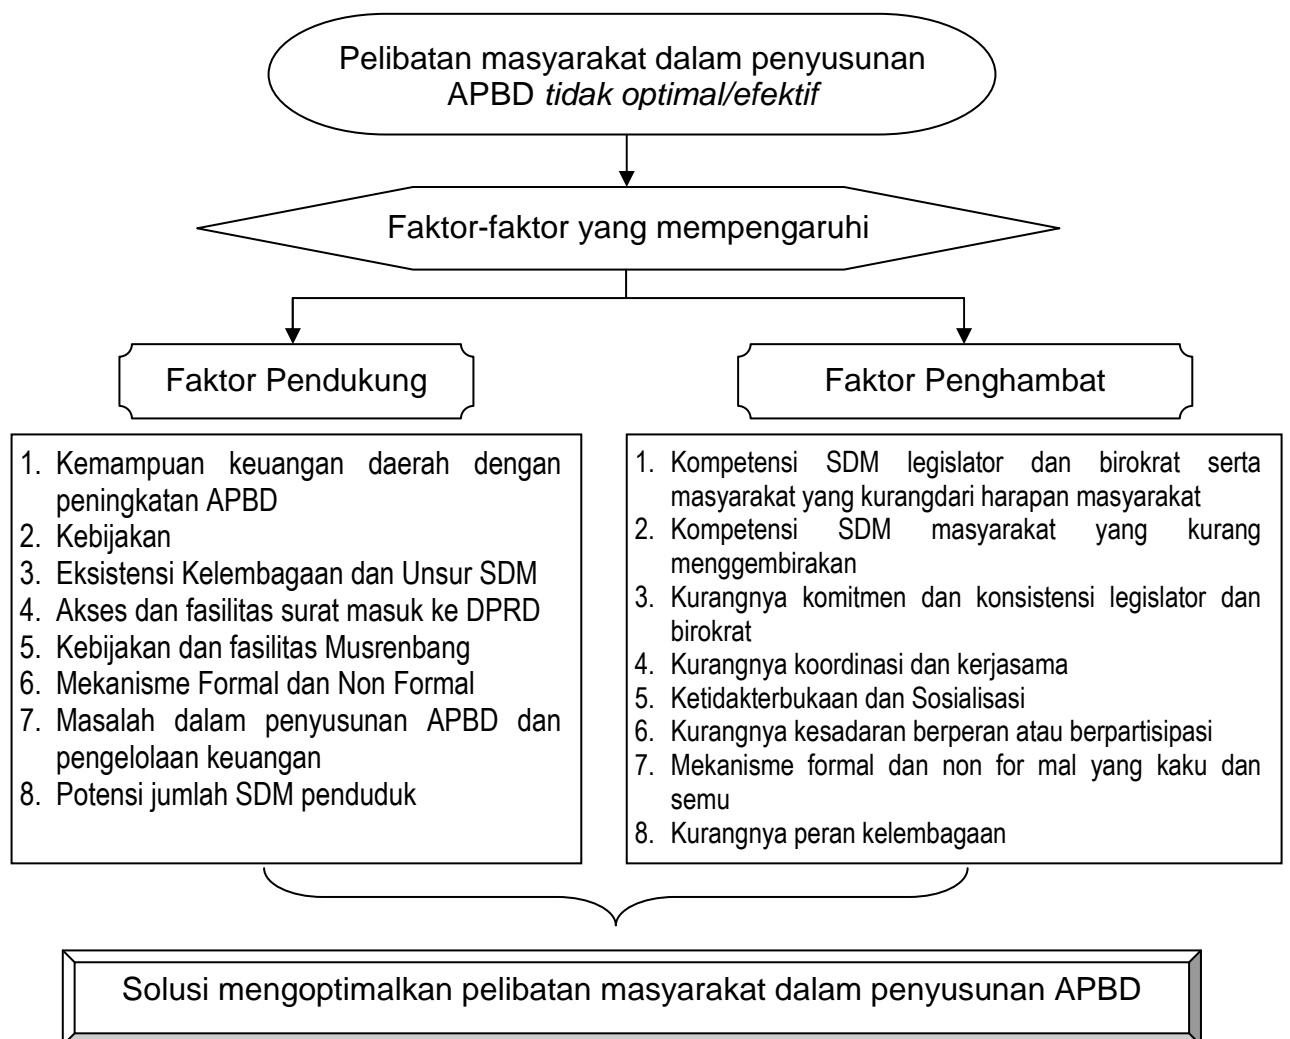 Pelibatan masyarakat dalam penyusunan
APBD tidak optimal/efektif
Faktor-faktor yang mempengaruhi
Faktor Pendukung
1. Kemampuan keuangan daerah dengan
peningkatan APBD
2. Kebijakan
3. Eksistensi Kelembagaan dan Unsur SDM
4. Akses dan fasilitas surat masuk ke DPRD
5. Kebijakan dan fasilitas Musrenbang
6. Mekanisme Formal dan Non Formal
7. Masalah dalam penyusunan APBD dan
pengelolaan keuangan
8. Potensi jumlah SDM penduduk
Faktor Penghambat
1. Kompetensi SDM legislator dan birokrat serta
masyarakat yang kurangdari harapan masyarakat
2. Kompetensi SDM masyarakat yang kurang
menggembirakan
3. Kurangnya komitmen dan konsistensi legislator dan
birokrat
4. Kurangnya koordinasi dan kerjasama
5. Ketidakterbukaan dan Sosialisasi
6. Kurangnya kesadaran berperan atau berpartisipasi
7. Mekanisme formal dan non for mal yang kaku dan
semu
8. Kurangnya peran kelembagaan
Solusi mengoptimalkan pelibatan masyarakat dalam penyusunan APBD